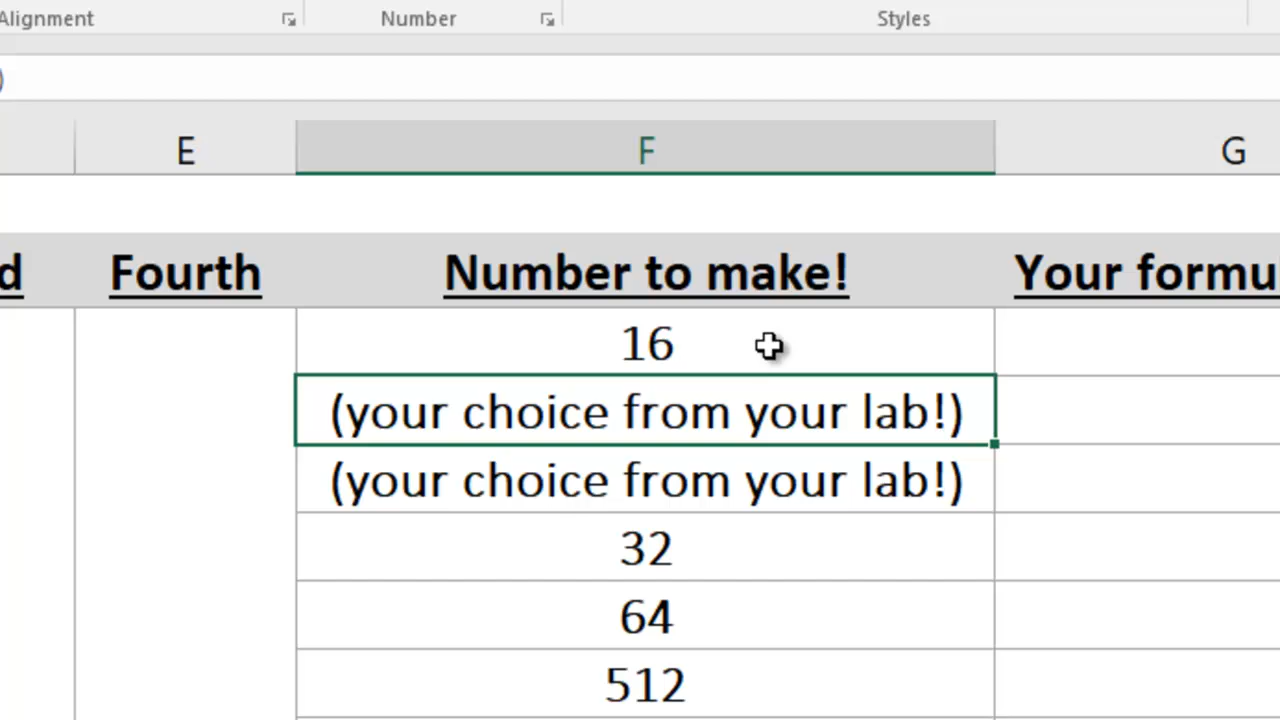 Alignment Number Styles
)
E F G
d Fourth Number to make! Your formu
16
(your choice from your lab!)
(your choice from your lab!)
32
64
512